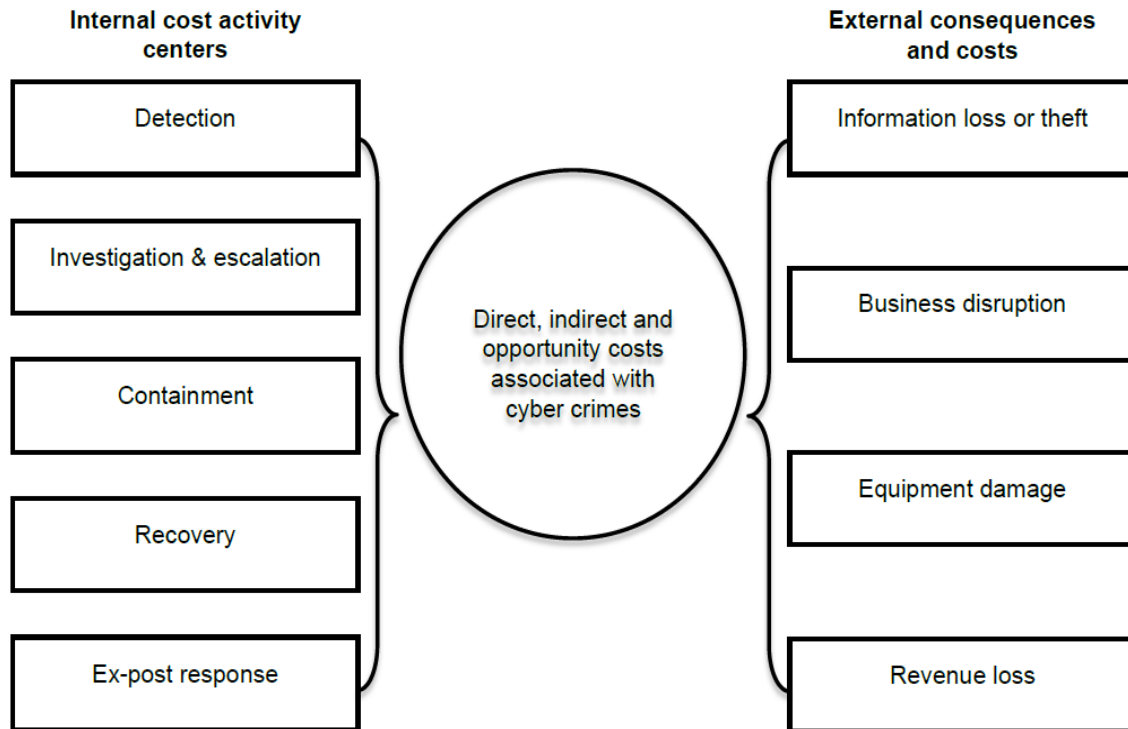 Internal cost activity
centers
Detection
Investigation & escalation
Containment
Recovery
Ex-post response
Direct, indirect and
opportunity costs
associated with
cyber crimes
External consequences
and costs
Information loss or theft
Business disruption
Equipment damage
Revenue loss